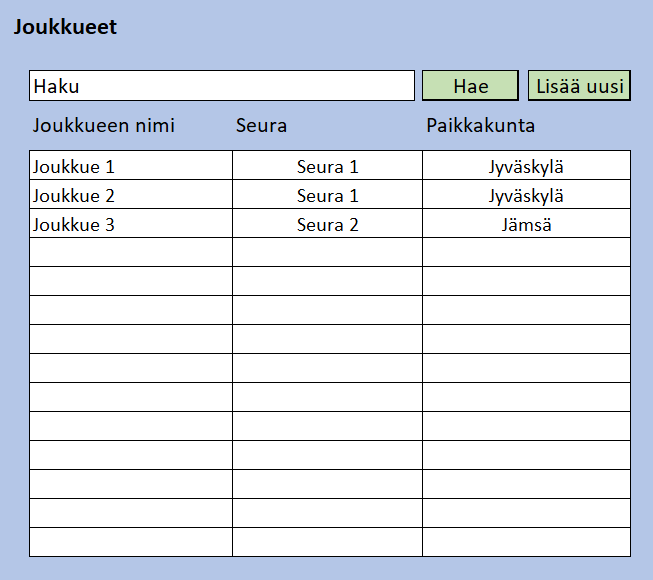 Joukkueet
Haku Hae Lisää uusi
Joukkueen nimi Seura Paikkakunta
Joukkue 1 Seura 1 Jyväskylä
Joukkue 2 Seura 1 Jyväskylä
Joukkue 3 Seura 2 Jämsä